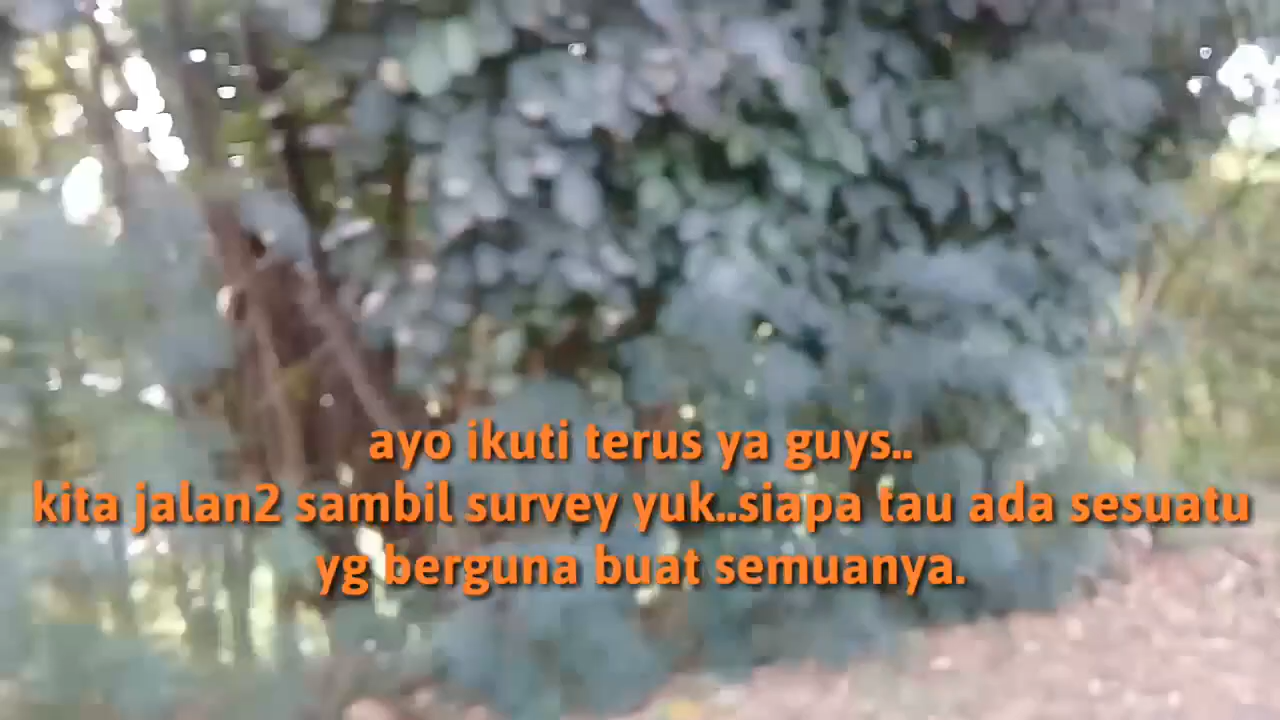 ayo ikuti terus ya guys..
kita jalan2 sambil survey yuk..siapa tau ada sesuatu
yg berguna buat semuanya.